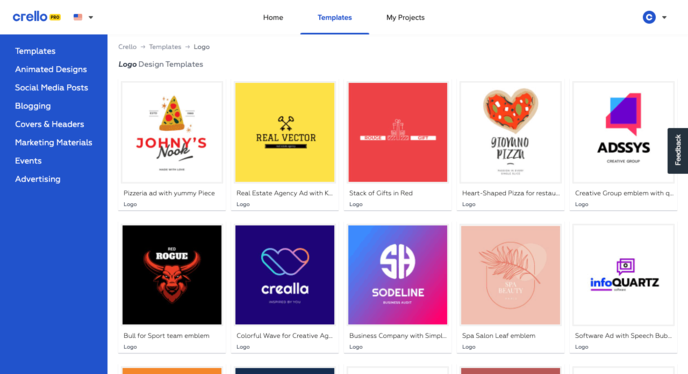 crello PRO
Home
Templates
My Projects
C
Templates
Animated Designs
Social Media Posts
Blogging
Covers & Headers
Marketing Materials
Events
Advertising
Crello → Templates → Logo
Logo Design Templates
JOHNY'S
Nook
MADE WITH LOVE
Pizzeria ad with yummy Piece
Logo
REAL VECTOR
Real Estate Agency Ad with K...
Logo
ROUGE
GIFT
Stack of Gifts in Red
Logo
GIOVANO
PIZZA
Heart-Shaped Pizza for restau...
Logo
ADSSYS
CREATIVE GROUP
Creative Group emblem with q...
Logo
RED
ROGUE
Bull for Sport team emblem
Logo
crealla
INSPIRED BY YOU
Colorful Wave for Creative Ag...
Logo
SH
SODELINE
BUSINESS AUDIT
Business Company with Simpl...
Logo
SPA
BEAUTY
Spa Salon Leaf emblem
Logo
infoQUARTZ
software
Software Ad with Speech Bub...
Logo
Feedback